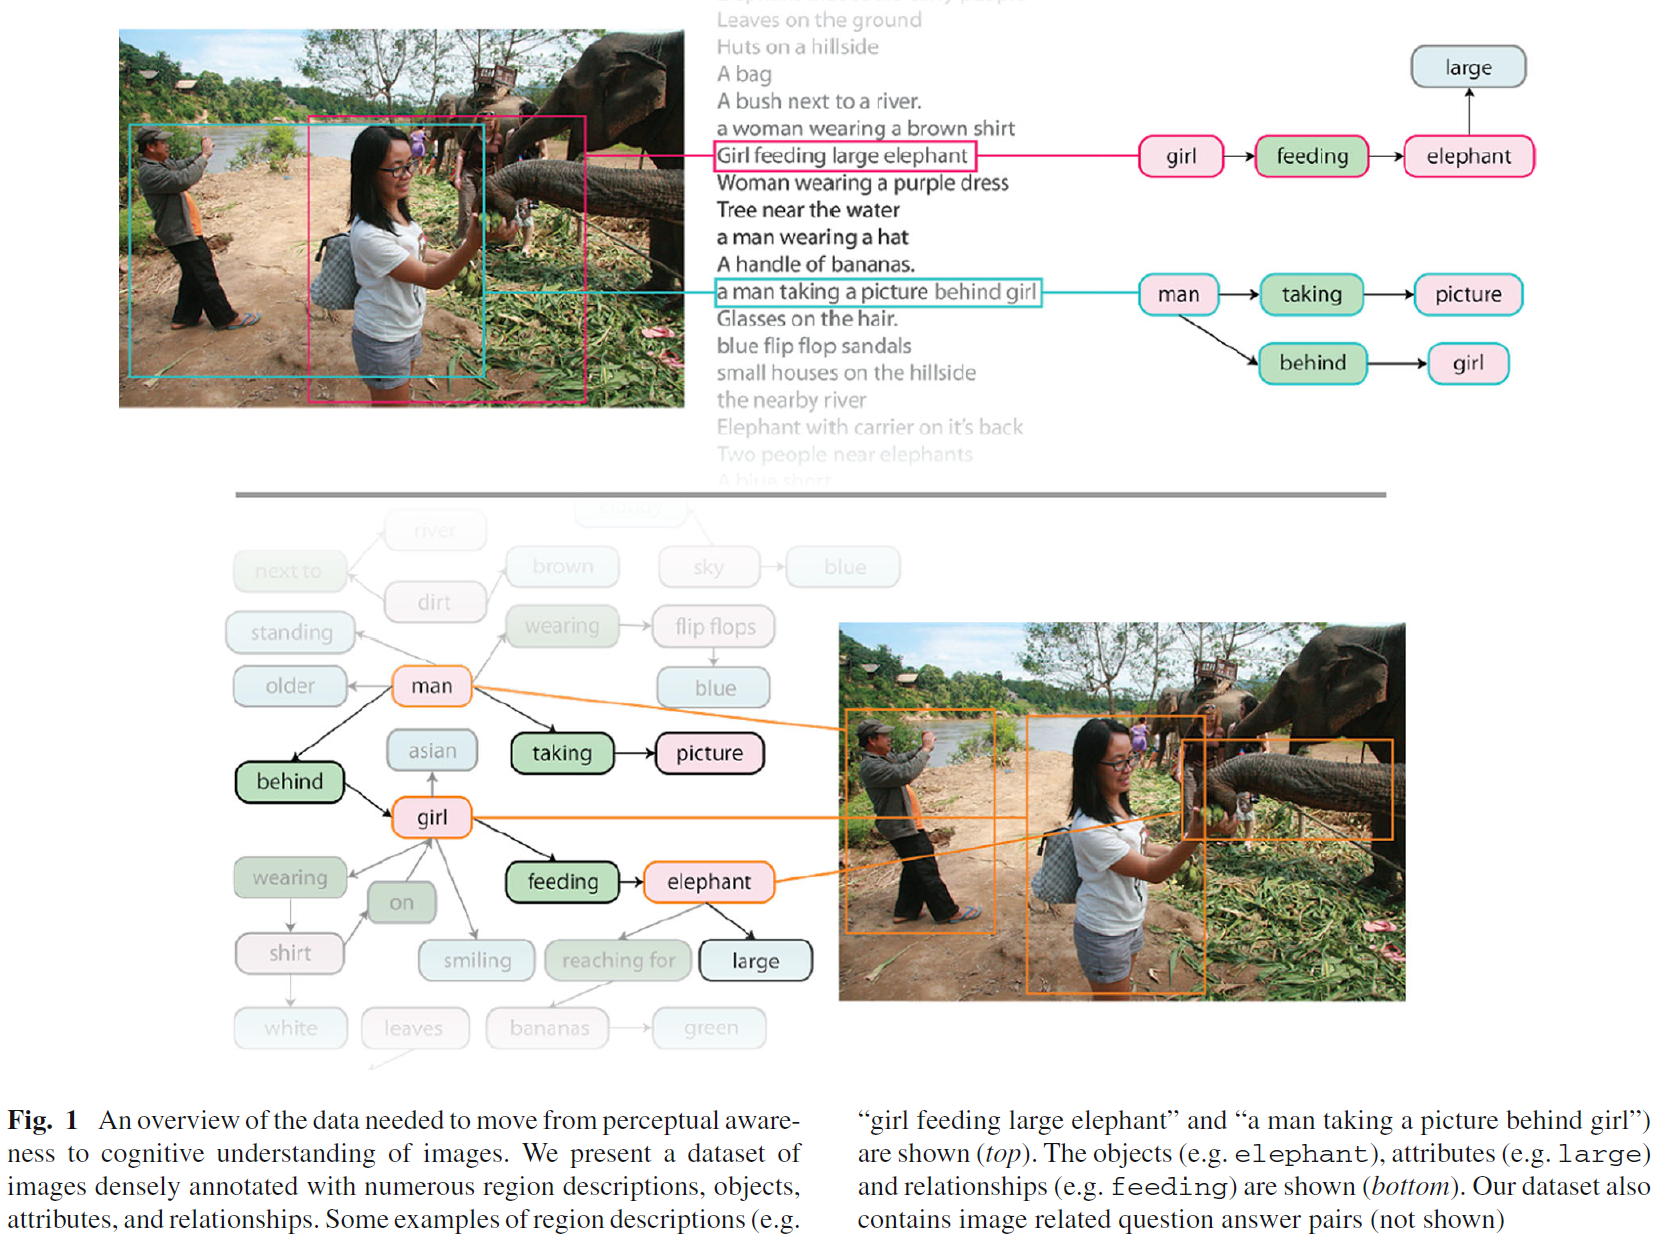 Leaves on the ground
Huts on a hillside
A bag
A bush next to a river.
a woman wearing a brown shirt
Girl feeding large elephant
Woman wearing a purple dress
Tree near the water
a man wearing a hat
A handle of bananas.
a man taking a picture behind girl
Glasses on the hair.
blue flip flop sandals
small houses on the hillside
the nearby river
Elephant with carrier on it's back
Two people near elephants
A blue short
large
girl
feeding
elephant
man
taking
picture
behind
girl
cloudy
river
next to
brown
sky
blue
dirt
standing
wearing
flip flops
older
man
blue
asian
taking
picture
behind
girl
wearing
feeding
elephant
on
shirt
smiling
reaching for
large
white
leaves
bananas
green
Fig. 1 An overview of the data needed to move from perceptual aware-
ness to cognitive understanding of images. We present a dataset of
images densely annotated with numerous region descriptions, objects,
attributes, and relationships. Some examples of region descriptions (e.g.
“girl feeding large elephant” and “a man taking a picture behind girl”)
are shown (top). The objects (e.g. elephant), attributes (e.g. large)
and relationships (e.g. feeding) are shown (bottom). Our dataset also
contains image related question answer pairs (not shown)